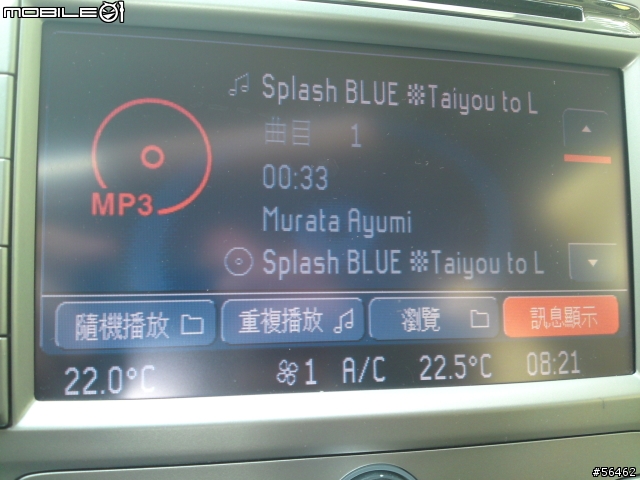 MOBILE01
Splash BLUE ※Taiyou to L
曲目 1
00:33
MP3
Murata Ayumi
Splash BLUE ※Taiyou to L
隨機播放 重複播放 瀏覽 訊息顯示
22.0°C 1 A/C 22.5°C 08:21
#56462